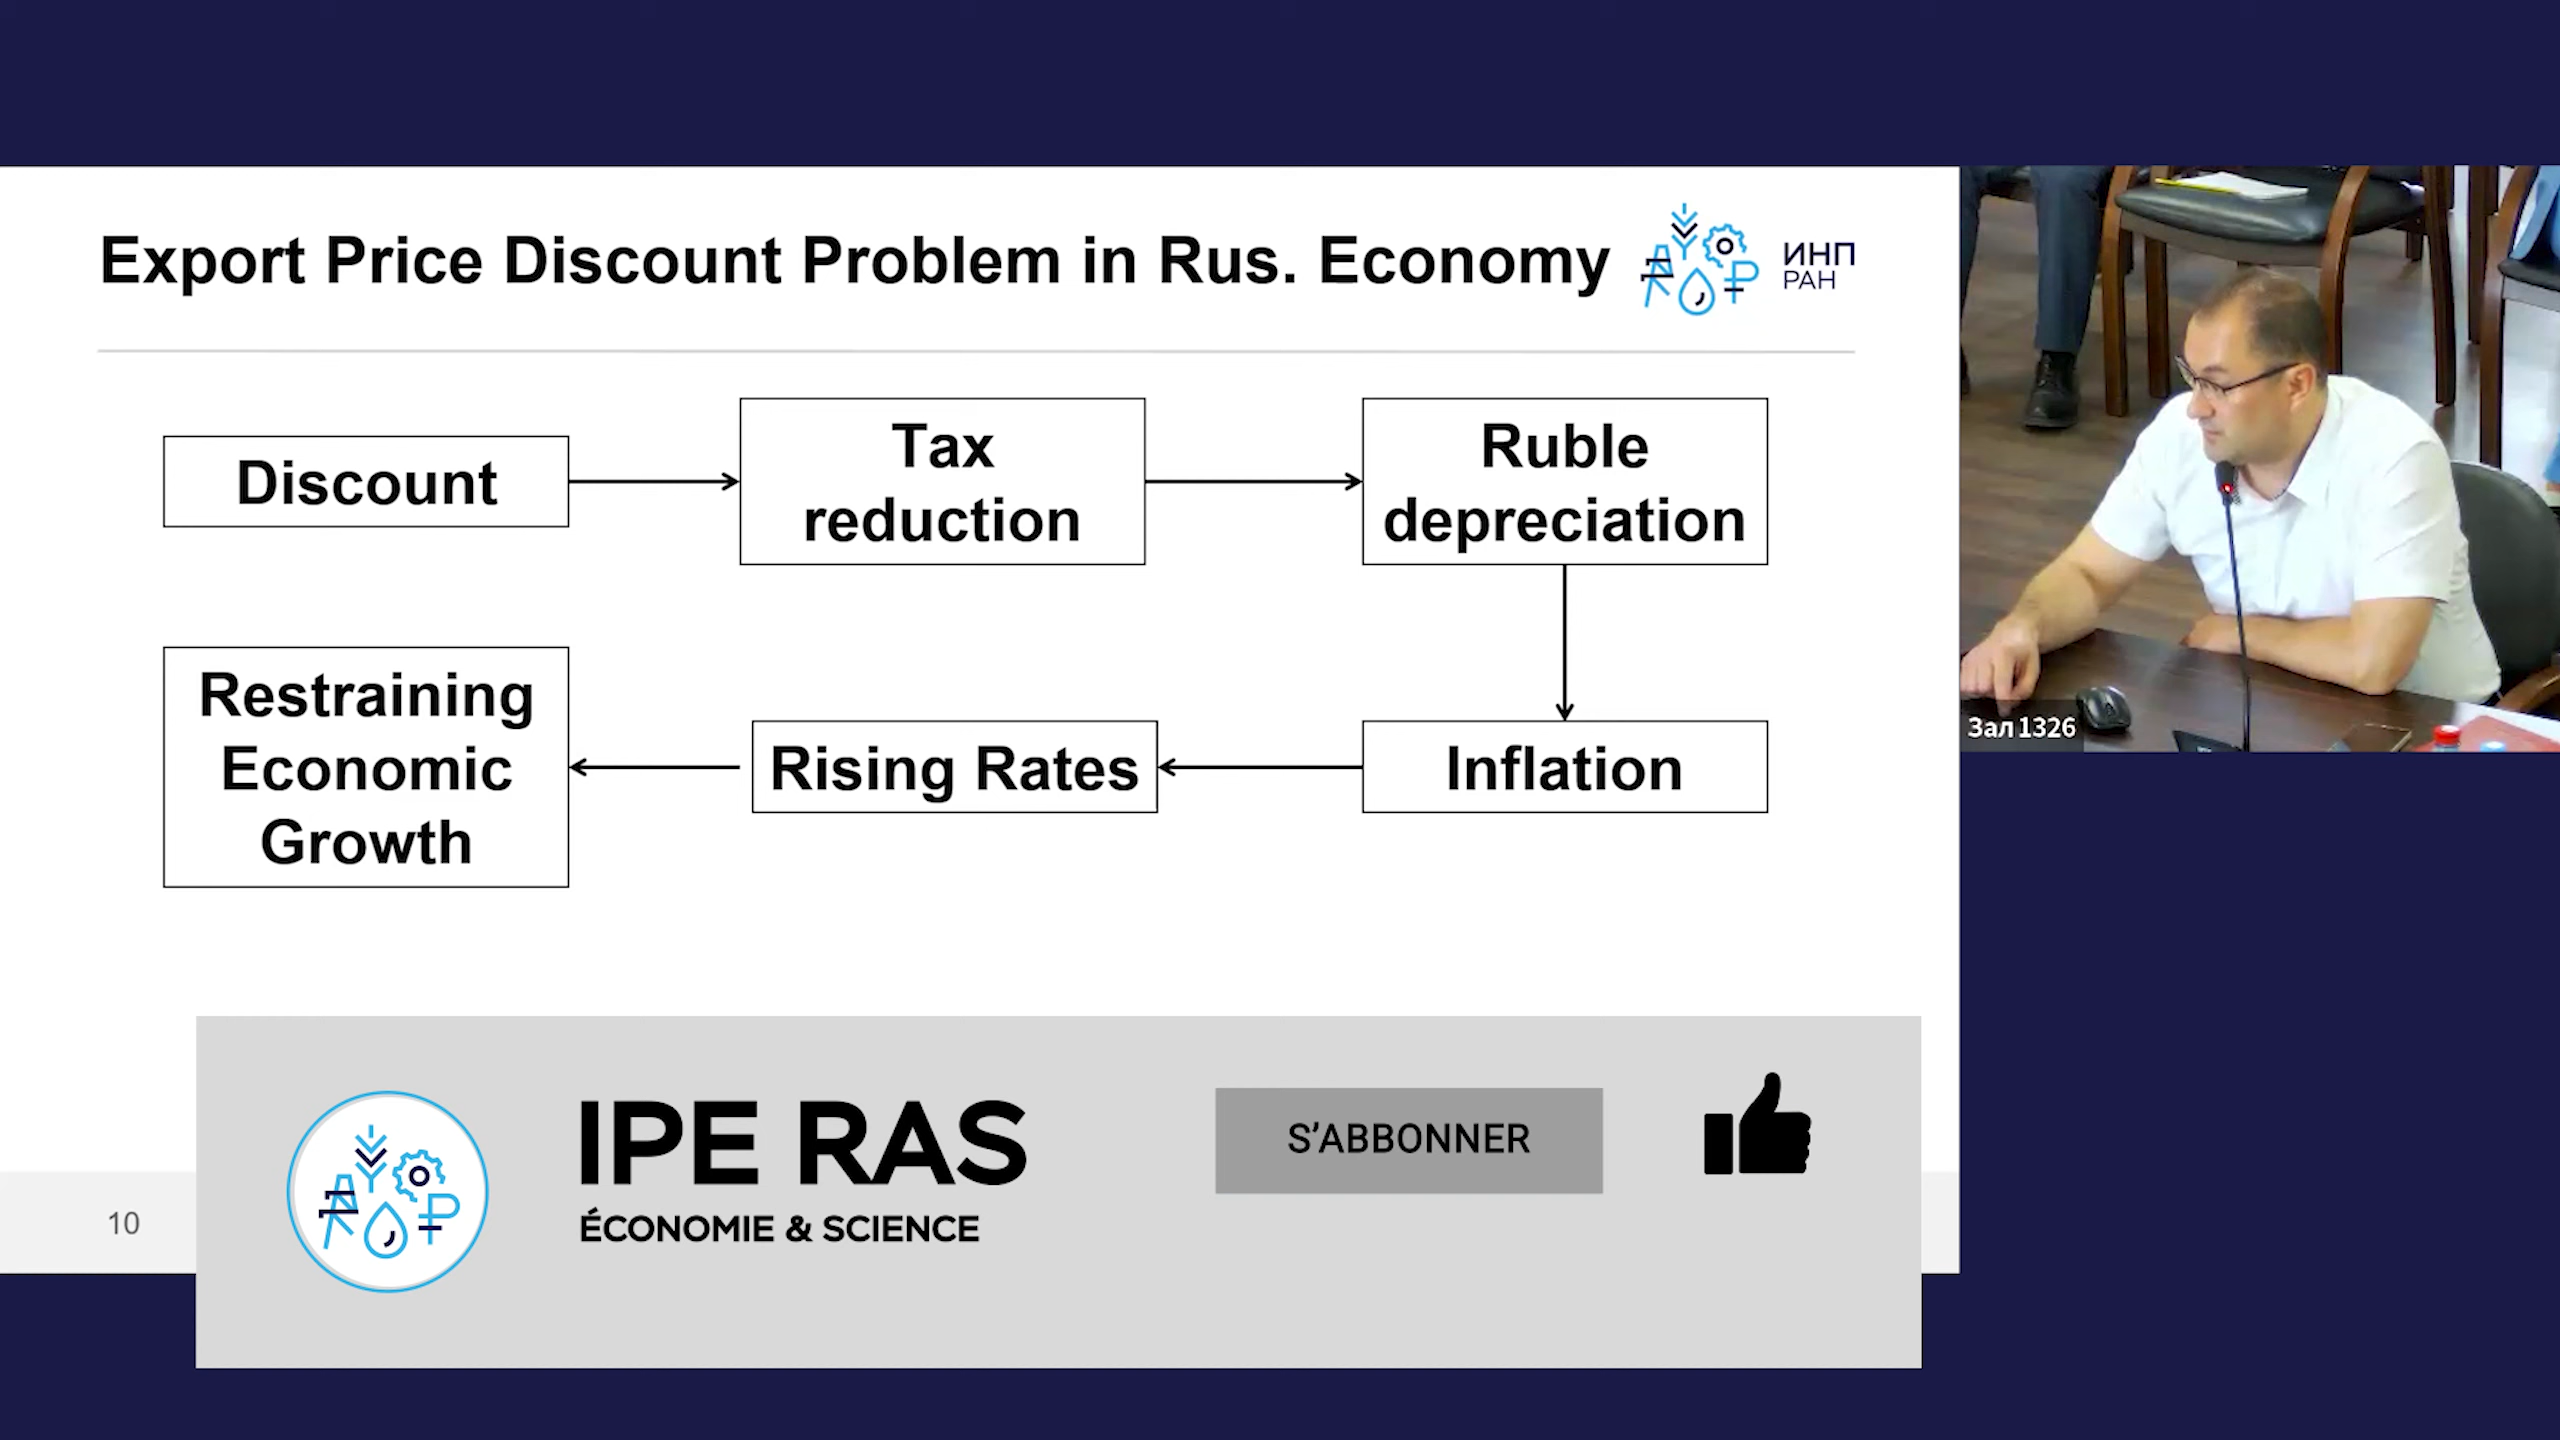 Export Price Discount Problem in Rus. Economy
ИНП
РАН
Discount
Tax
reduction
Ruble
depreciation
Restraining
Economic
Growth
Rising Rates
Inflation
Зал 1326
IPE RAS
ÉCONOMIE & SCIENCE
S’ABBONNER
10